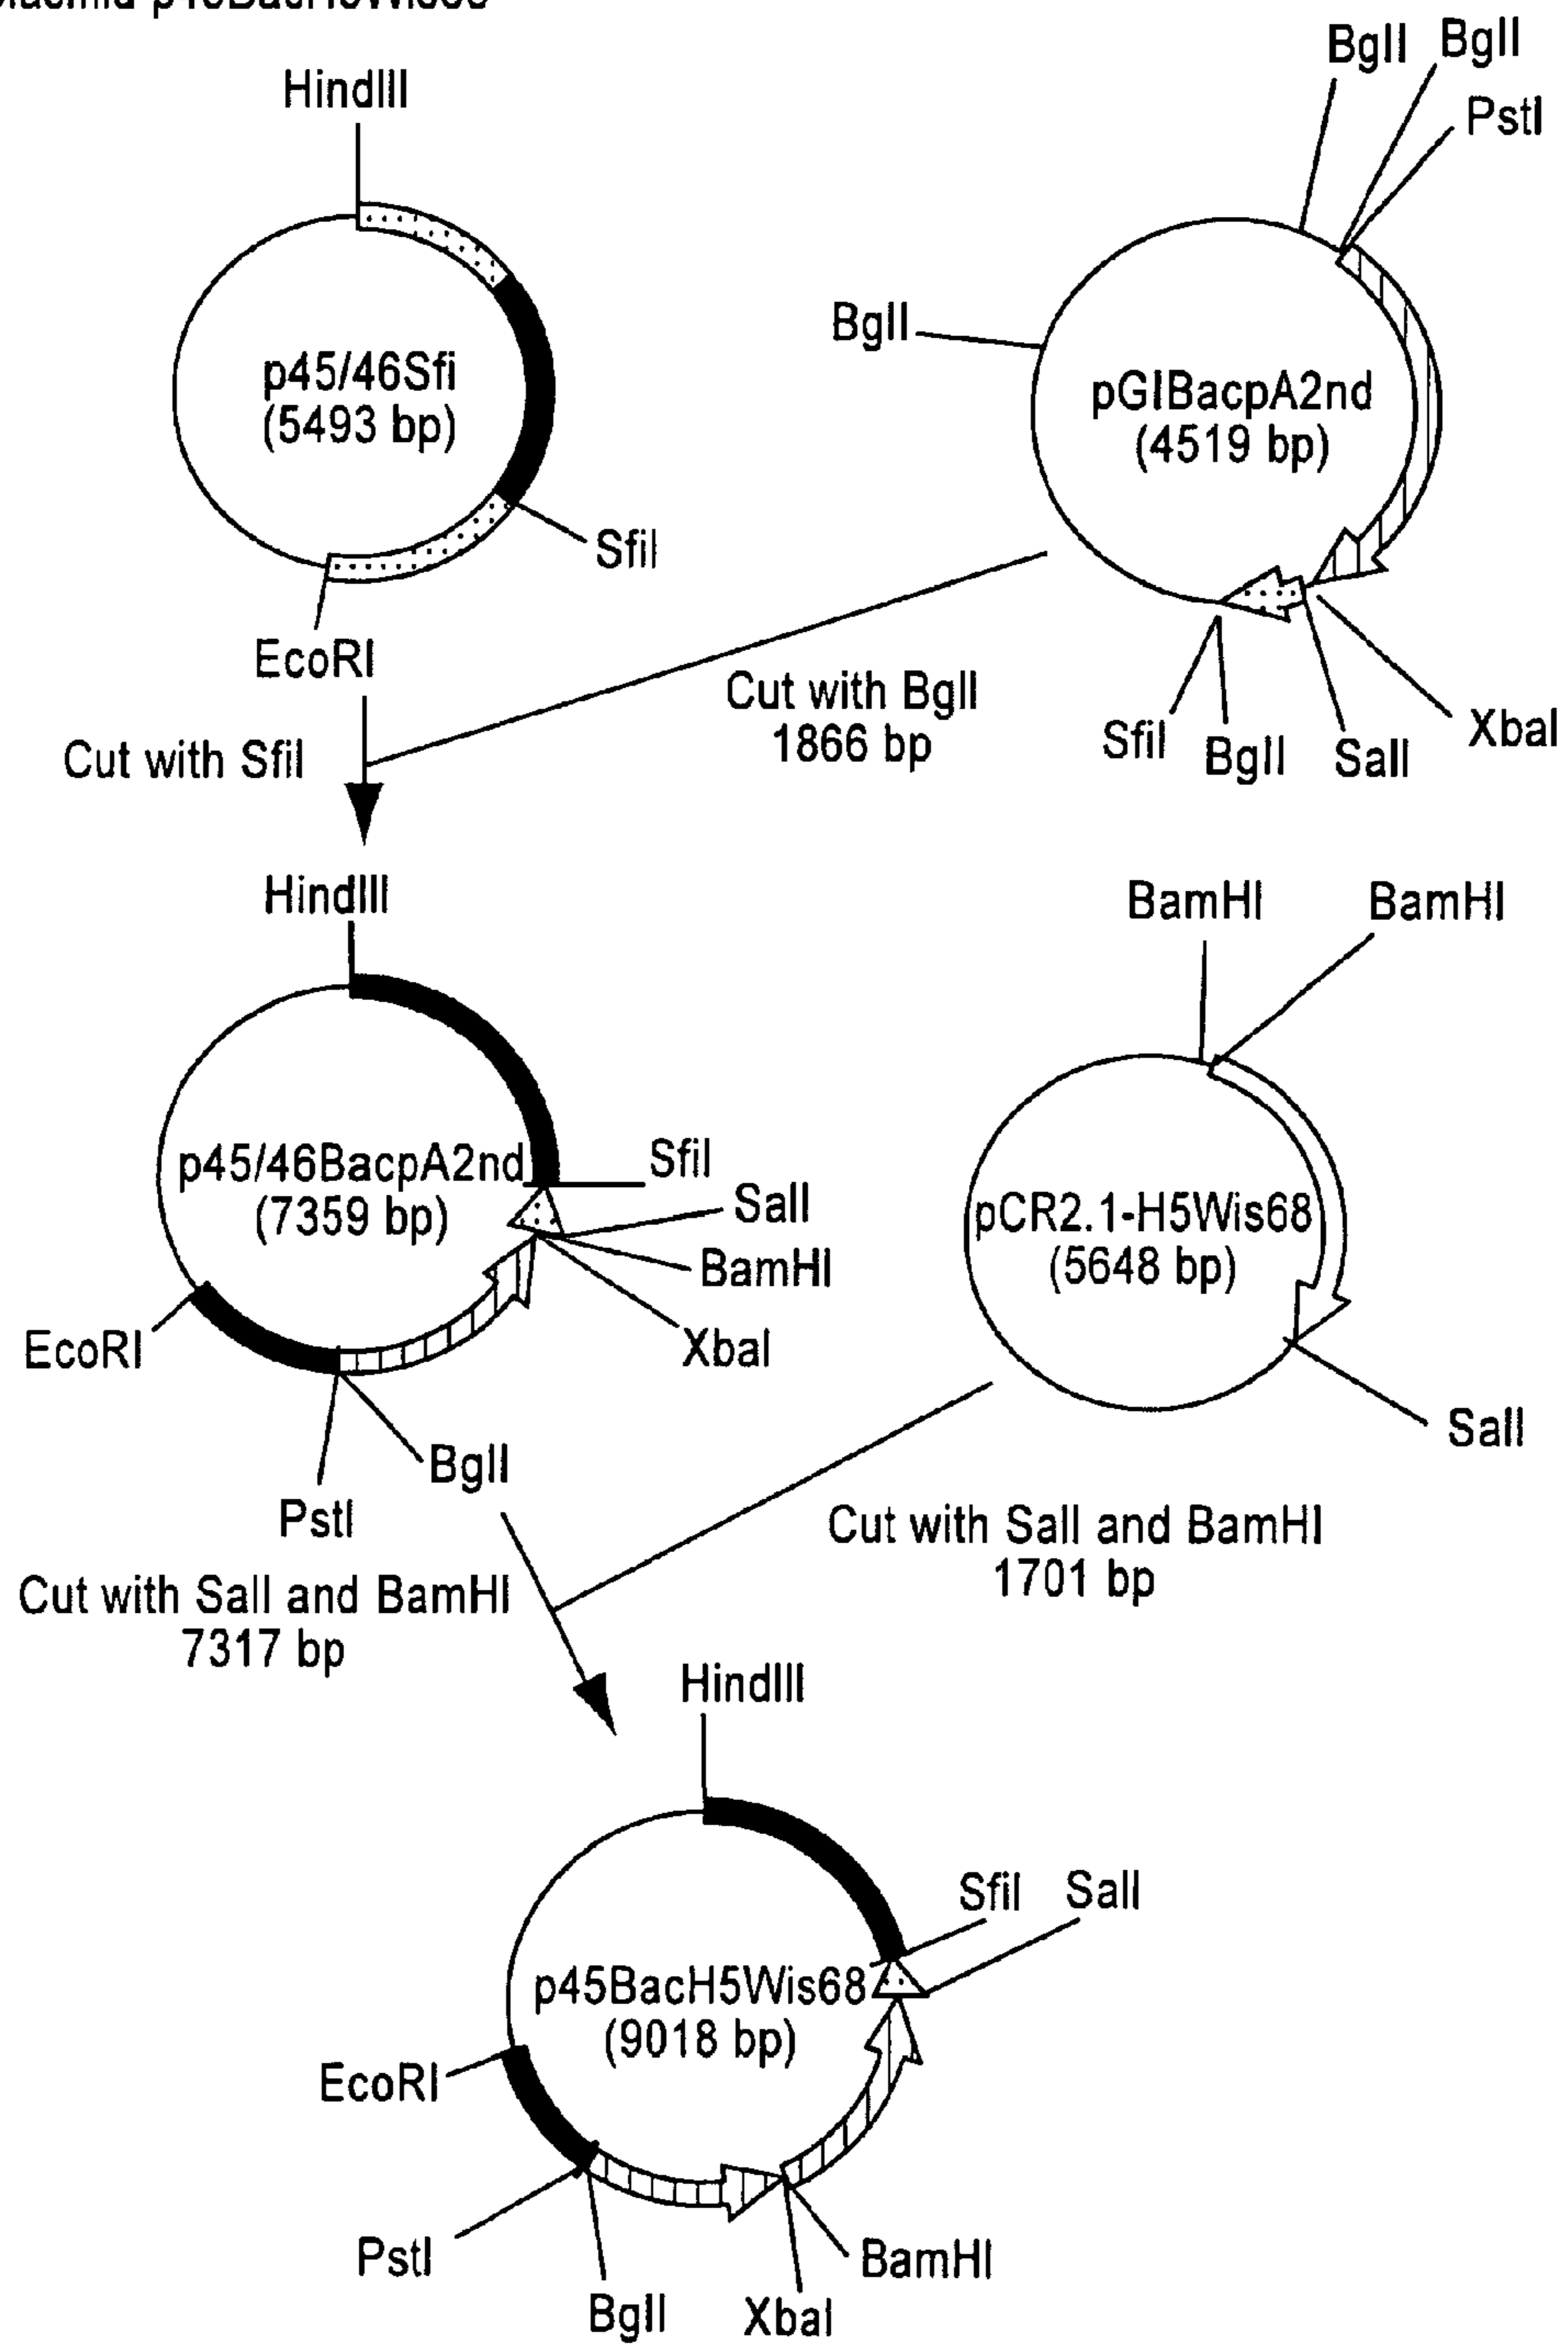 HindIII
BglI BglI
PstI
BglI
p45/46Sfi
(5493 bp)
pGIBacpA2nd
(4519 bp)
SfiI
EcoRI
Cut with BglI
1866 bp
Cut with SfiI
SfiI BglI SalI XbaI
HindIII
BamHI BamHI
p45/46BacpA2nd
(7359 bp)
SfiI
SalI
BamHI
XbaI
pCR2.1-H5Wis68
(5648 bp)
EcoRI
SalI
BglI
PstI
Cut with SalI and BamHI
1701 bp
Cut with SalI and BamHI
7317 bp
HindIII
SfiI SalI
p45BacH5Wis68
(9018 bp)
EcoRI
PstI
BamHI
BglI XbaI